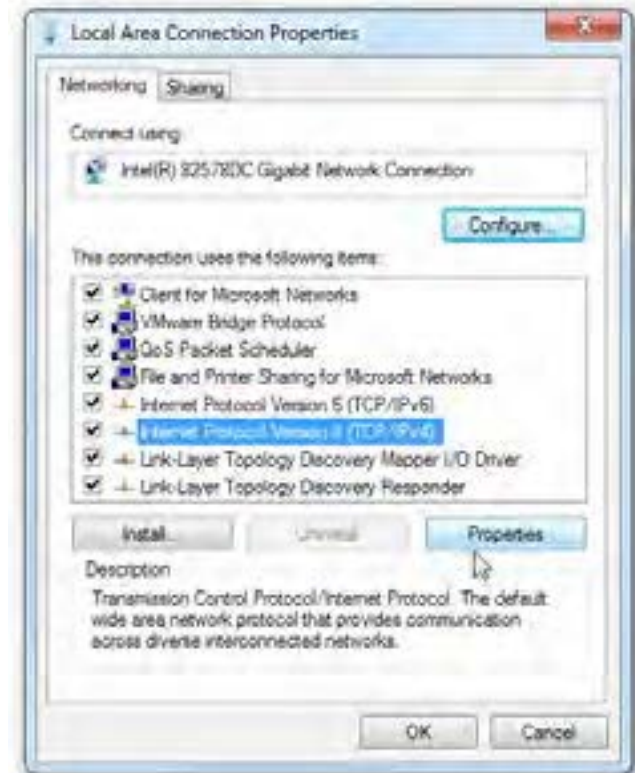 Local Area Connection Properties
Networking Sharing
Connect using:
Intel(R) 82578DC Gigabit Network Connection
Configure...
This connection uses the following items:
Client for Microsoft Networks
VMware Bridge Protocol
QoS Packet Scheduler
File and Printer Sharing for Microsoft Networks
Internet Protocol Version 6 (TCP/IPv6)
Internet Protocol Version 4 (TCP/IPv4)
Link-Layer Topology Discovery Mapper I/O Driver
Link-Layer Topology Discovery Responder
Install... Uninstall Properties
Description
Transmission Control Protocol/Internet Protocol. The default
wide area network protocol that provides communication
across diverse interconnected networks.
OK Cancel